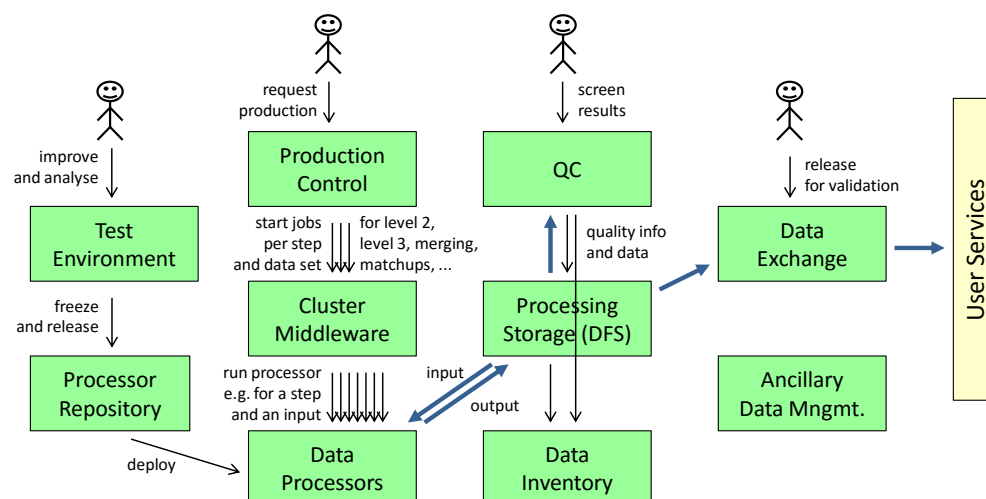 request
production
screen
results
improve
and analyse
Production
Control
QC
release
for validation
User Services
Test
Environment
start jobs
per step
and data set
for level 2,
level 3, merging,
matchups, ...
quality info
and data
Data
Exchange
freeze
and release
Cluster
Middleware
Processing
Storage (DFS)
Processor
Repository
run processor
e.g. for a step
and an input
input
output
Ancillary
Data Mngmt.
deploy
Data
Processors
Data
Inventory